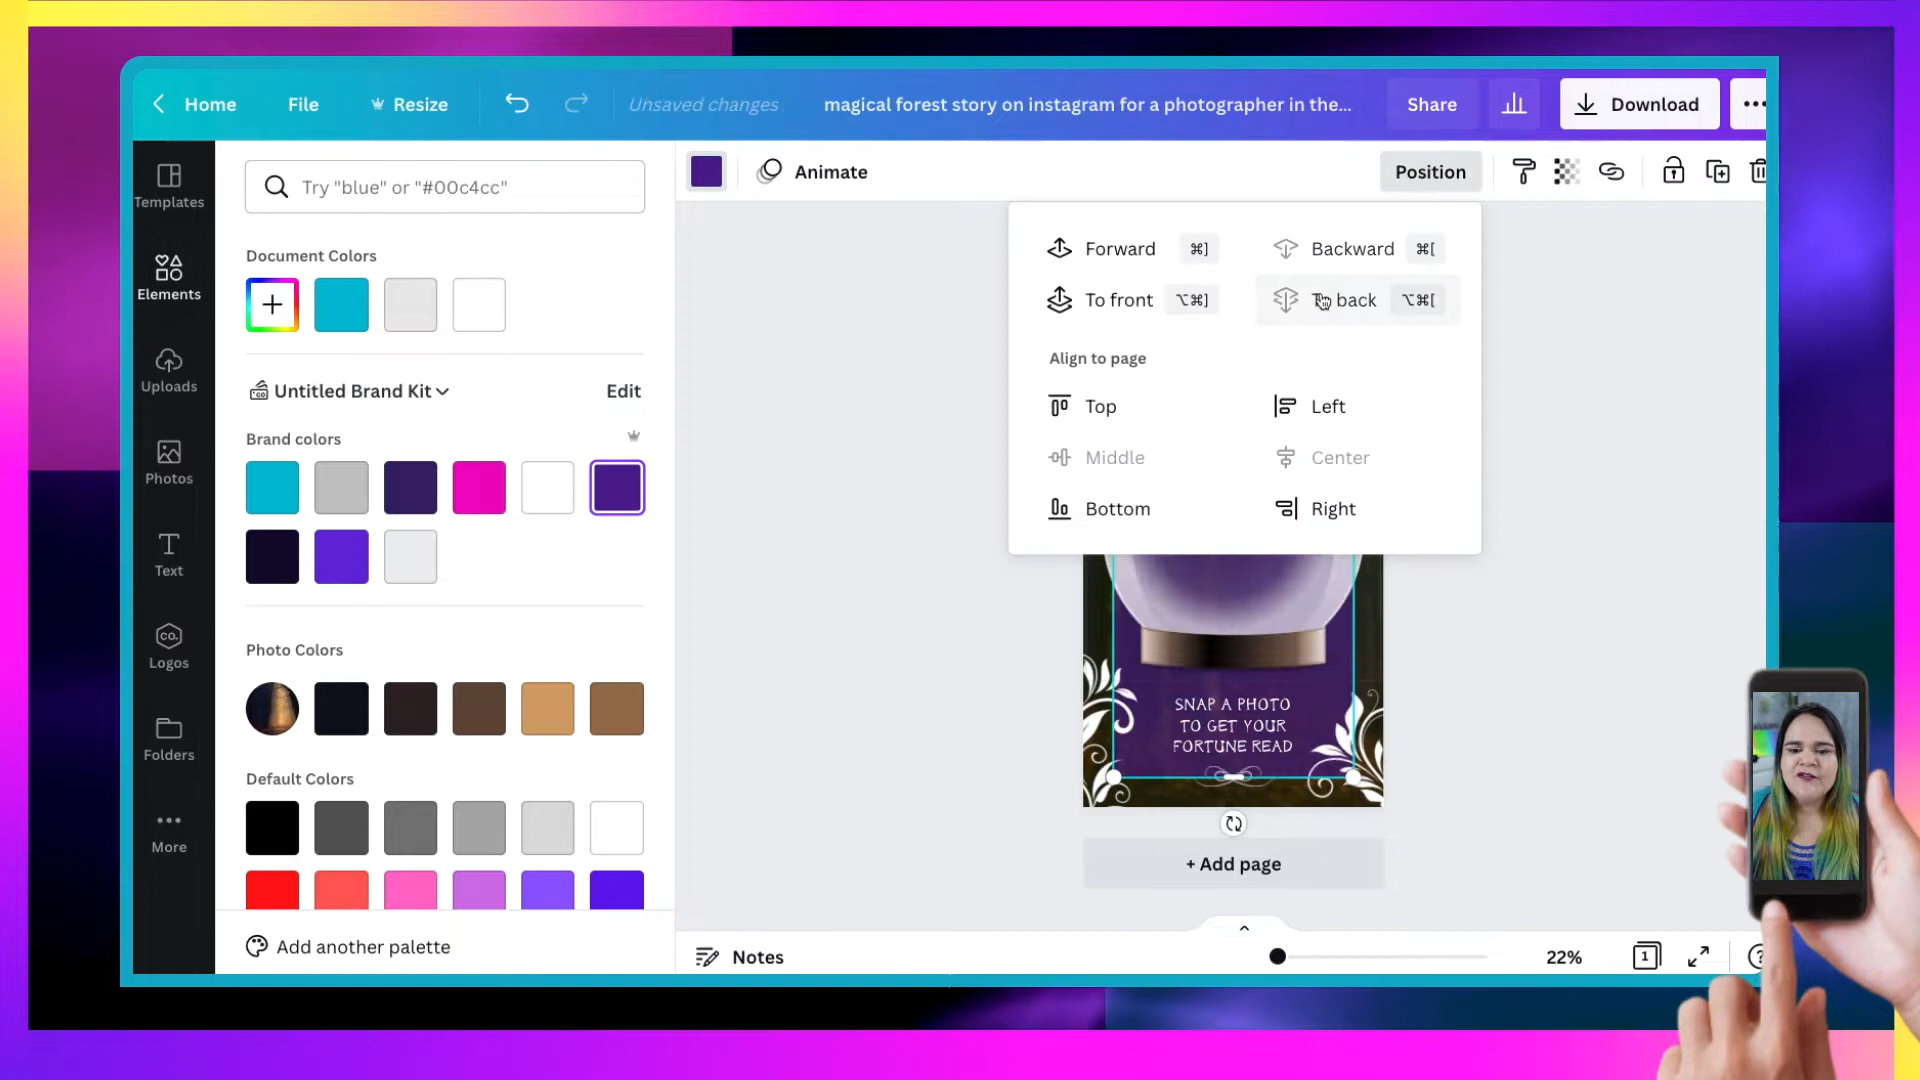 Home File Resize Unsaved changes magical forest story on instagram for a photographer in the... Share Download
Templates
Elements
Uploads
Photos
Text
CO.
Logos
Folders
More
Try "blue" or "#00c4cc"
Document Colors
Untitled Brand Kit Edit
Brand colors
Photo Colors
Default Colors
Add another palette
Animate Position
Forward ⌘] Backward ⌘[
To front ⌥⌘] To back ⌥⌘[
Align to page
Top Left
Middle Center
Bottom Right
SNAP A PHOTO
TO GET YOUR
FORTUNE READ
+ Add page
Notes 22% 1 ?